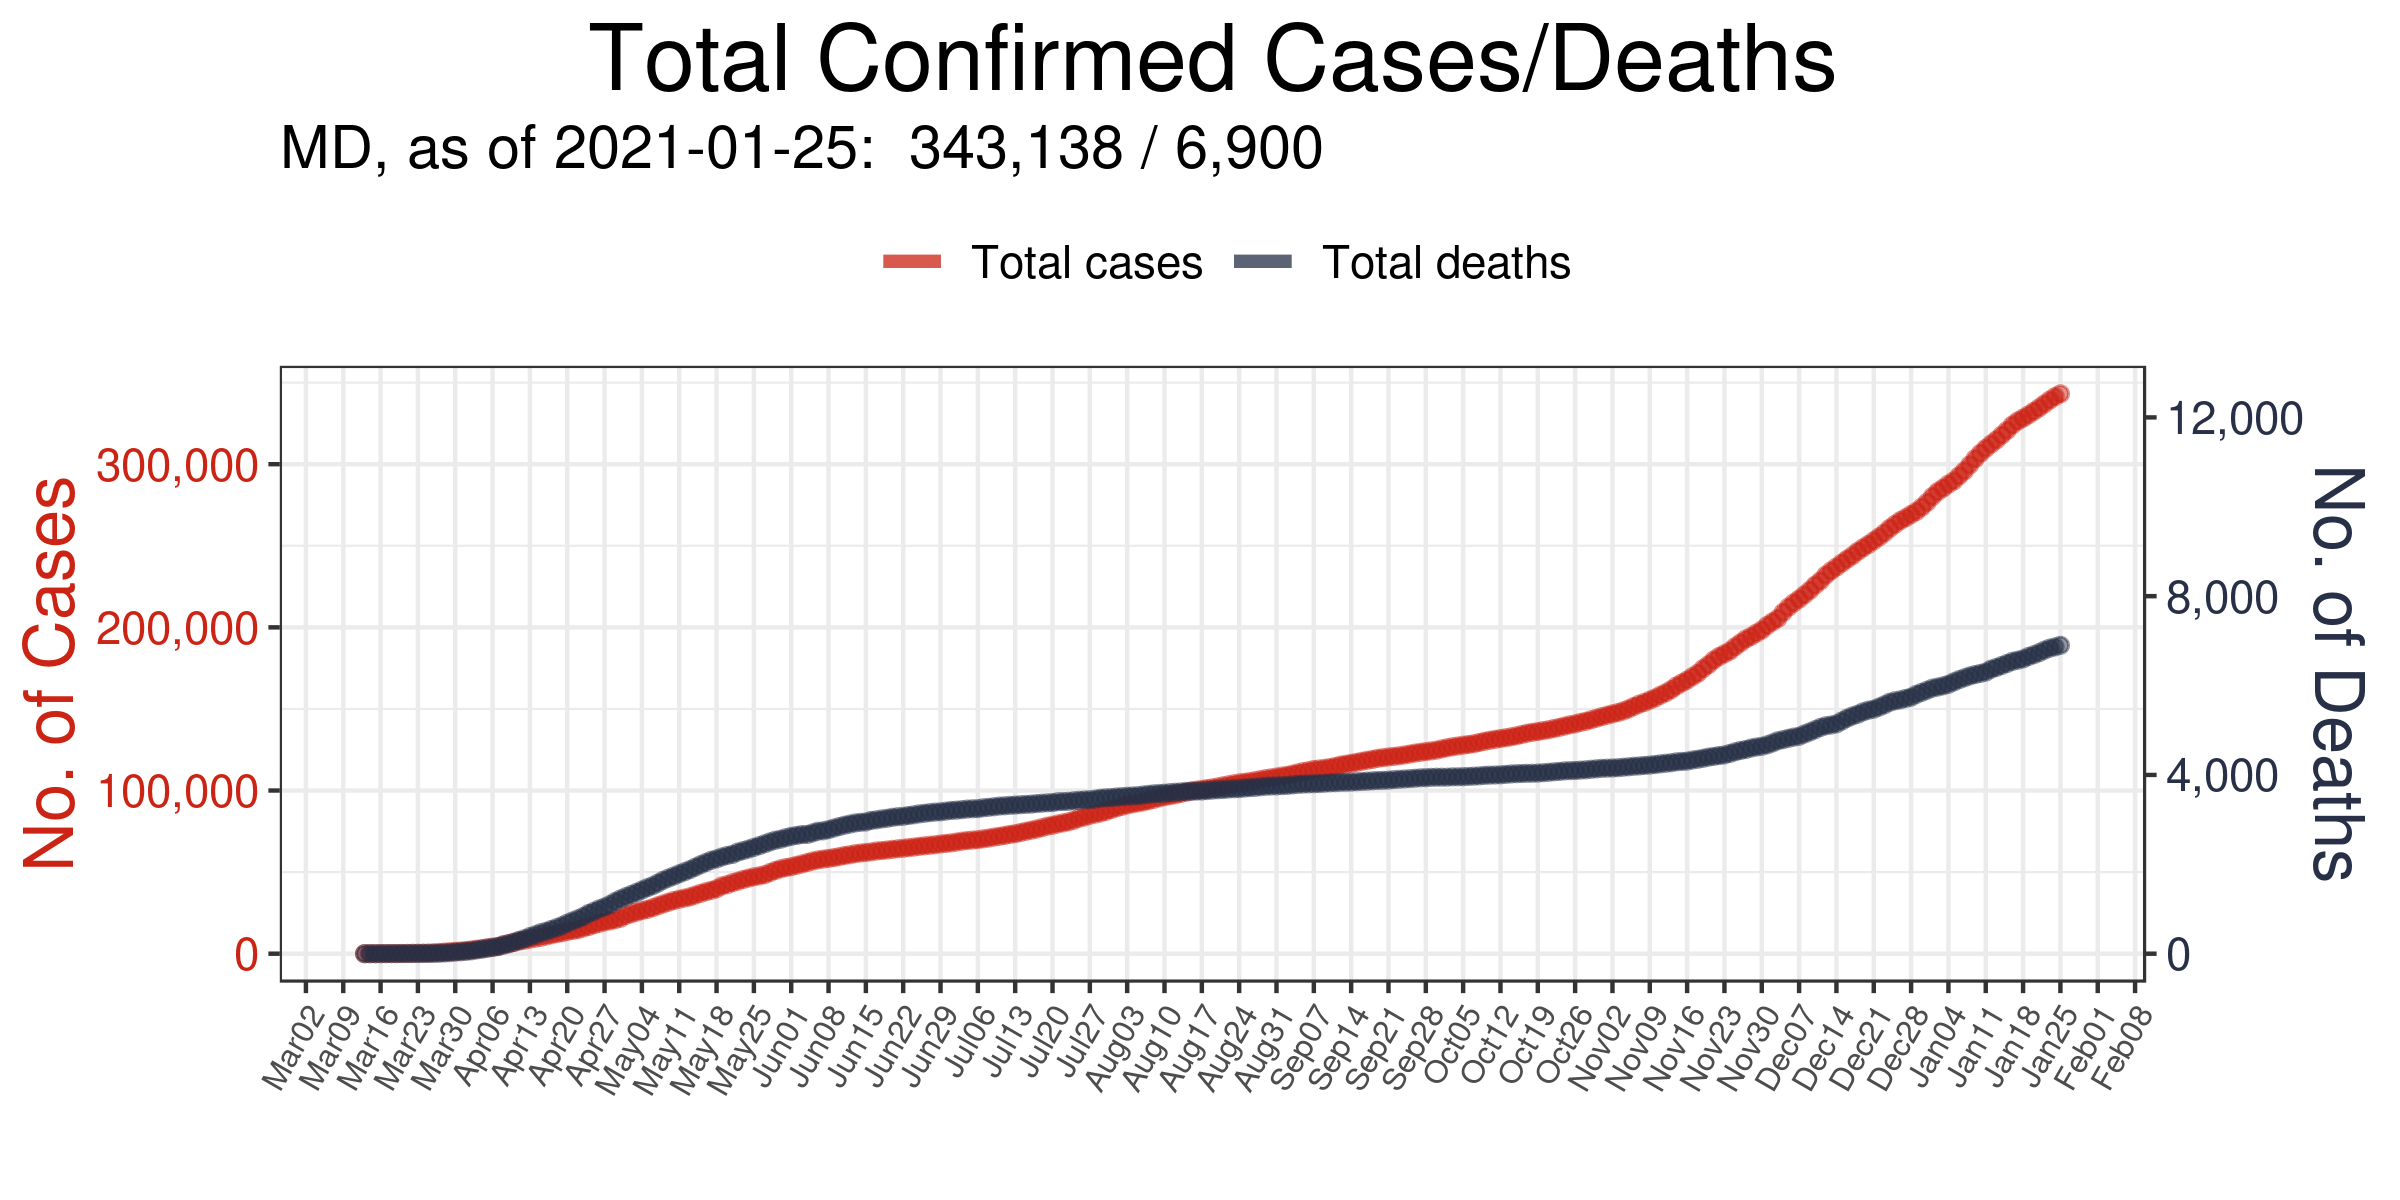 Total Confirmed Cases/Deaths
MD, as of 2021-01-25:  343,138 / 6,900
Total cases
Total deaths
No. of Cases
300,000
200,000
100,000
0
12,000
8,000
4,000
0
No. of Deaths
Mar02
Mar09
Mar16
Mar23
Mar30
Apr06
Apr13
Apr20
Apr27
May04
May11
May18
May25
Jun01
Jun08
Jun15
Jun22
Jun29
Jul06
Jul13
Jul20
Jul27
Aug03
Aug10
Aug17
Aug24
Aug31
Sep07
Sep14
Sep21
Sep28
Oct05
Oct12
Oct19
Oct26
Nov02
Nov09
Nov16
Nov23
Nov30
Dec07
Dec14
Dec21
Dec28
Dec04
Jan11
Jan18
Jan25
Feb01
Feb08